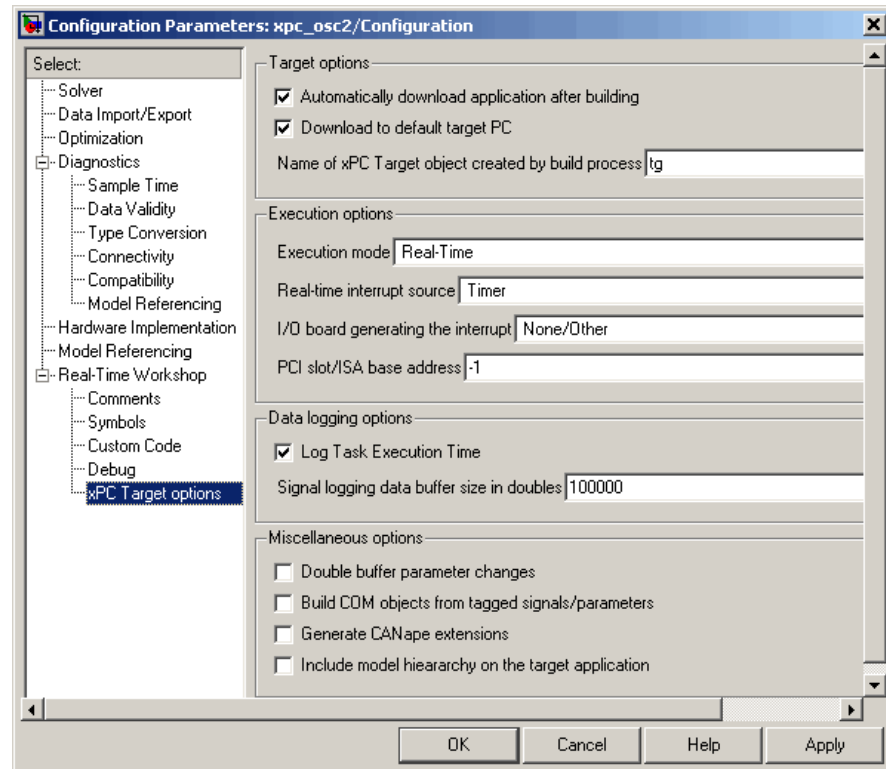 Configuration Parameters: xpc_osc2/Configuration
Select:
Solver
Data Import/Export
Optimization
Diagnostics
Sample Time
Data Validity
Type Conversion
Connectivity
Compatibility
Model Referencing
Hardware Implementation
Model Referencing
Real-Time Workshop
Comments
Symbols
Custom Code
Debug
xPC Target options
Target options
Automatically download application after building
Download to default target PC
Name of xPC Target object created by build process tg
Execution options
Execution mode Real-Time
Real-time interrupt source Timer
I/O board generating the interrupt None/Other
PCI slot/ISA base address -1
Data logging options
Log Task Execution Time
Signal logging data buffer size in doubles 100000
Miscellaneous options
Double buffer parameter changes
Build COM objects from tagged signals/parameters
Generate CANape extensions
Include model hieararchy on the target application
OK Cancel Help Apply